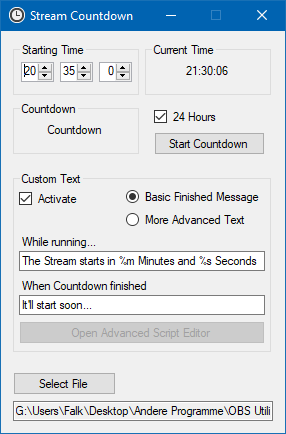 Stream Countdown
Starting Time
Current Time
20 35 0
21:30:06
Countdown
Countdown
24 Hours
Start Countdown
Custom Text
Activate
Basic Finished Message
More Advanced Text
While running...
The Stream starts in %m Minutes and %s Seconds
When Countdown finished
It'll start soon...
Open Advanced Script Editor
Select File
G:\Users\Falk\Desktop\Andere Programme\OBS Utili